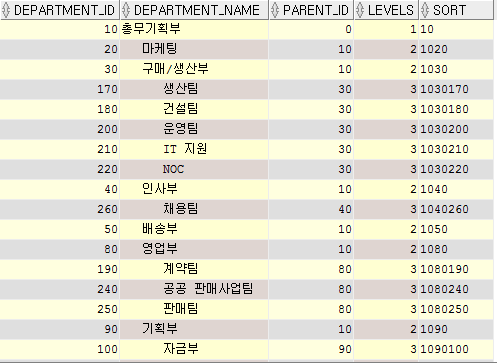 DEPARTMENT_ID DEPARTMENT_NAME PARENT_ID LEVELS SORT
10 총무기획부 0 1 10
20 마케팅 10 2 1020
30 구매/생산부 10 2 1030
170 생산팀 30 3 1030170
180 건설팀 30 3 1030180
200 운영팀 30 3 1030200
210 IT 지원 30 3 1030210
220 NOC 30 3 1030220
40 인사부 10 2 1040
260 채용팀 40 3 1040260
50 배송부 10 2 1050
80 영업부 10 2 1080
190 계약팀 80 3 1080190
240 공공 판매사업팀 80 3 1080240
250 판매팀 80 3 1080250
90 기획부 10 2 1090
100 자금부 90 3 1090100